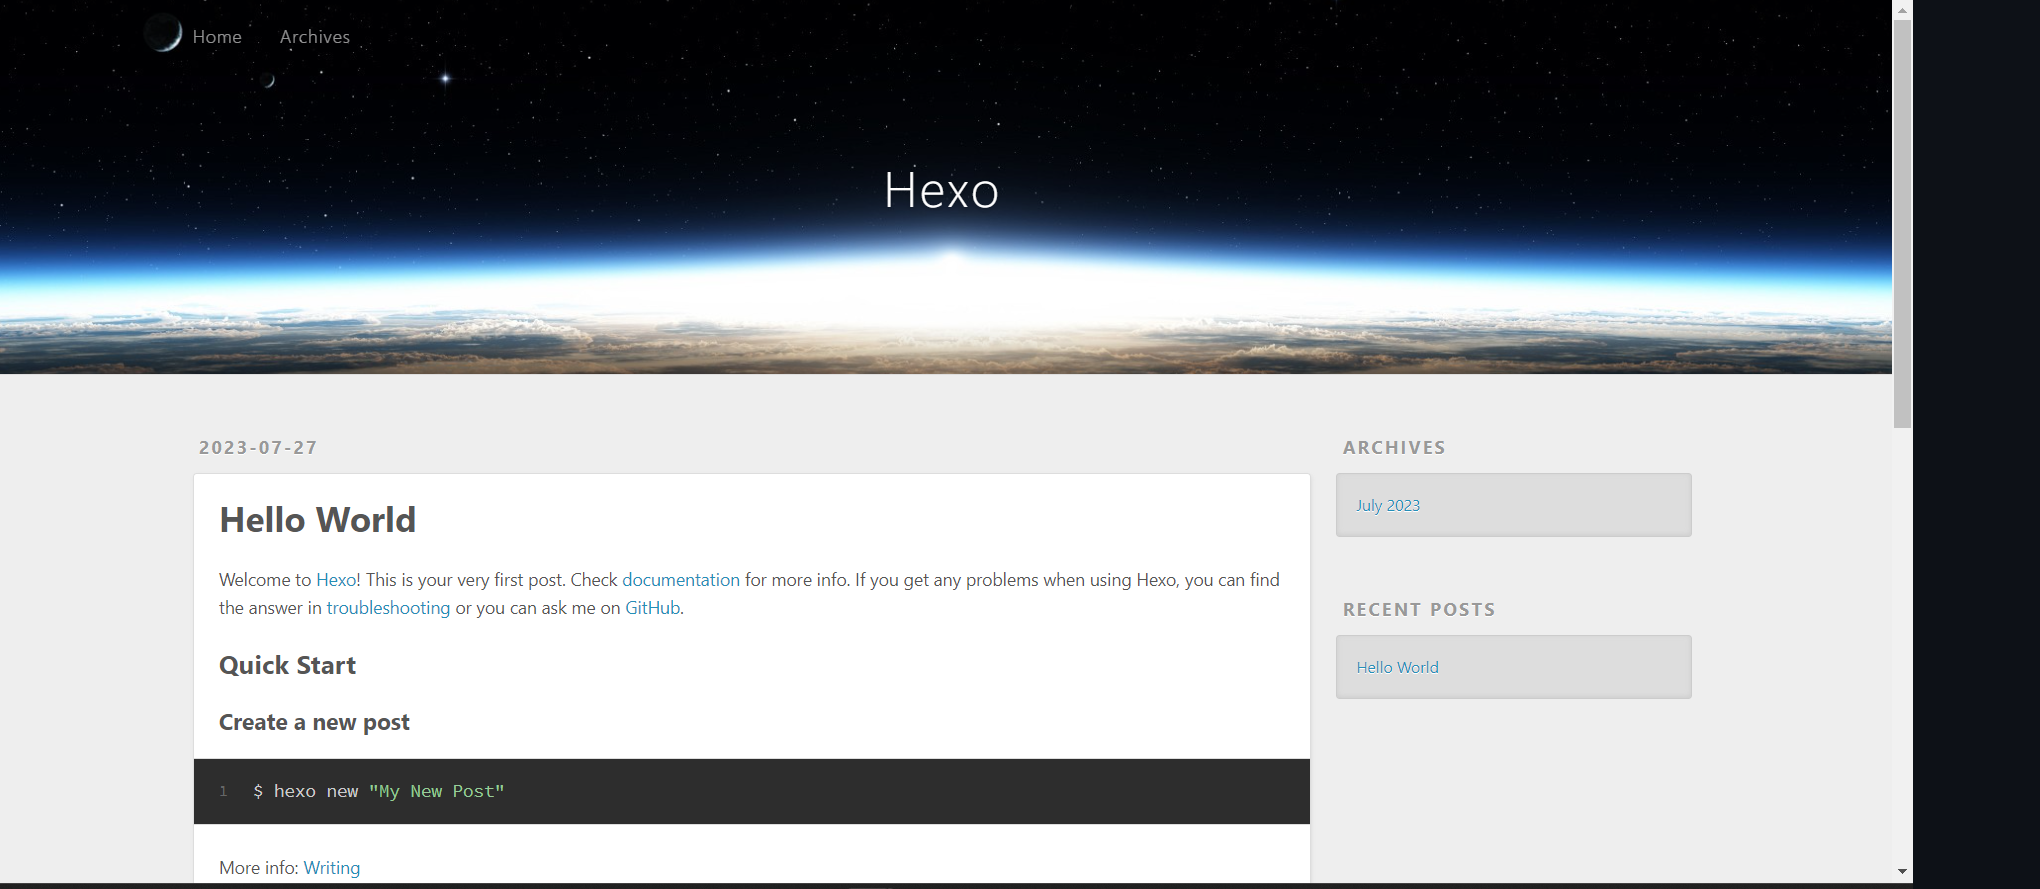 Home Archives
Hexo
2023-07-27
Hello World
Welcome to Hexo! This is your very first post. Check documentation for more info. If you get any problems when using Hexo, you can find
the answer in troubleshooting or you can ask me on GitHub.
Quick Start
Create a new post
1 $ hexo new "My New Post"
More info: Writing
ARCHIVES
July 2023
RECENT POSTS
Hello World